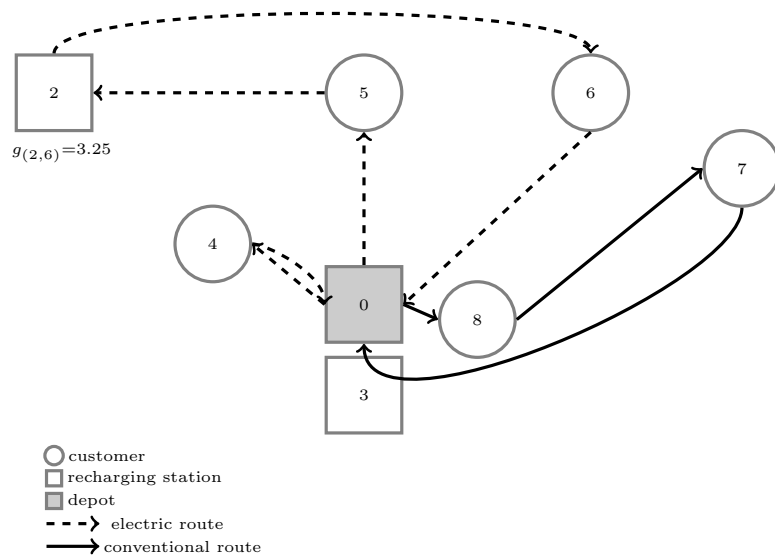 2
5
6
g(2,6)=3.25
7
4
0
8
3
customer
recharging station
depot
electric route
conventional route